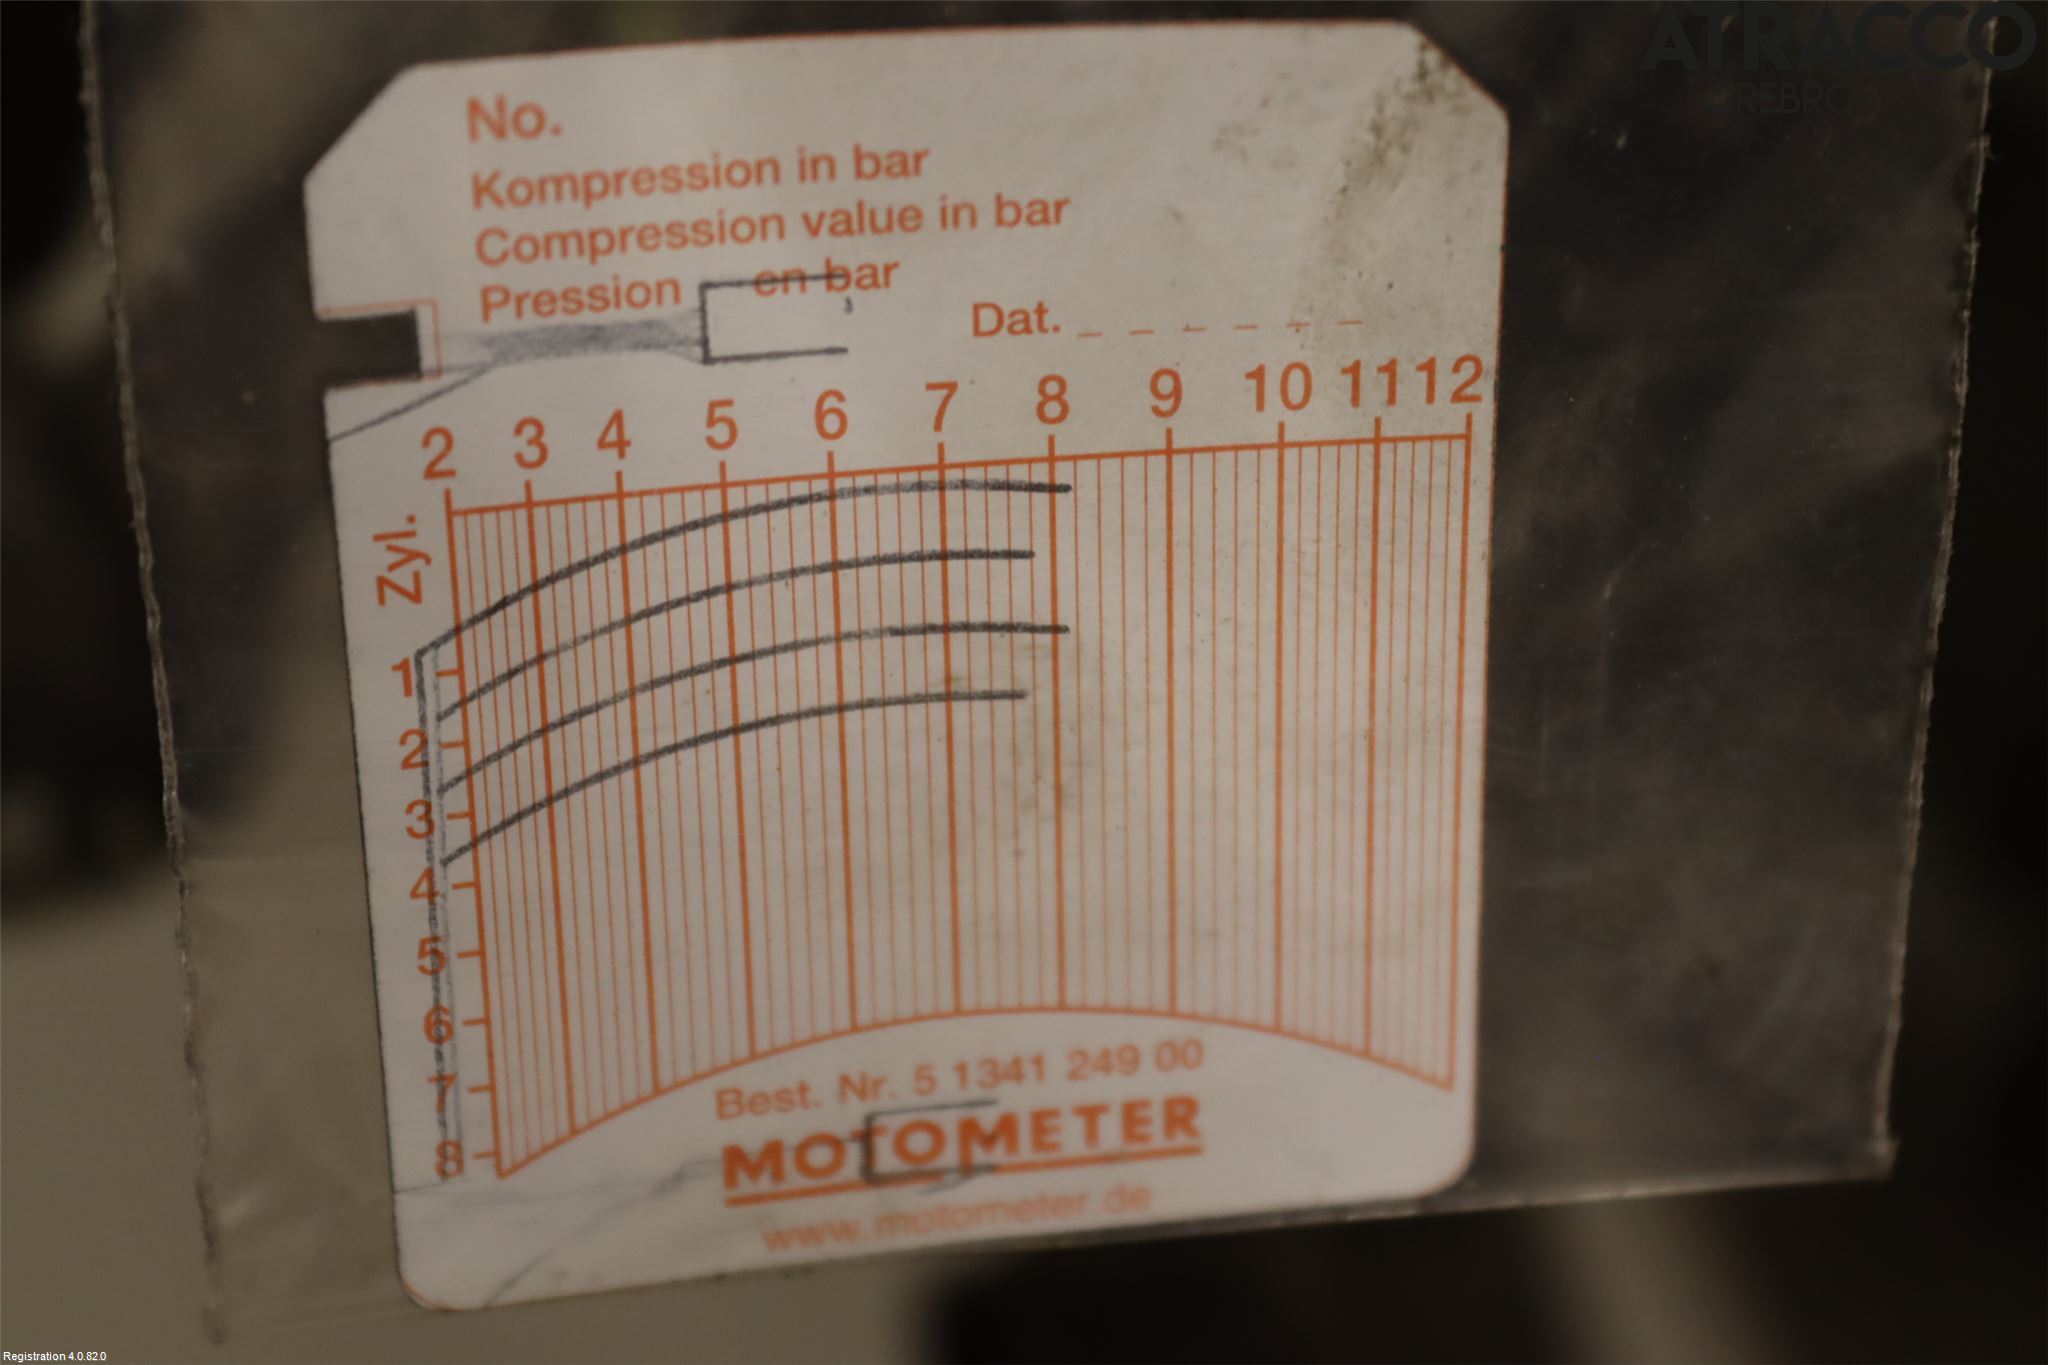 ATRACCO
No.
Kompression in bar
Compression value in bar
Pression en bar
Dat. _ _ _ _ _ _
2 3 4 5 6 7 8 9 10 11 12
Zyl.
1
2
3
4
5
6
7
8
Best. Nr. 5 1341 249 00
MOTOMETER
www.motometer.de
Registration 4.0.82.0